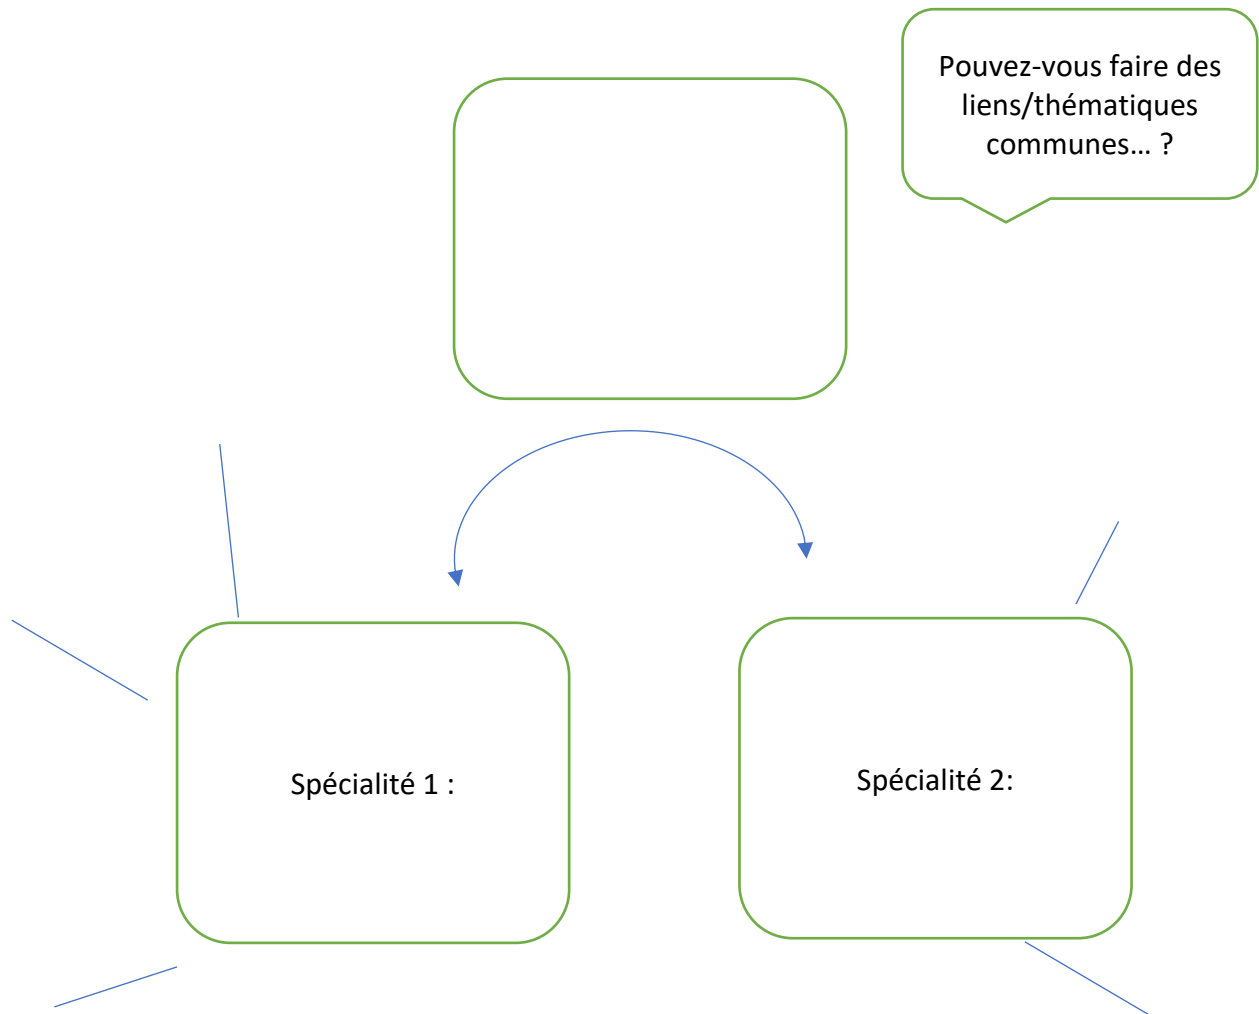 Pouvez-vous faire des
liens/thématiques
communes… ?
Spécialité 1 :
Spécialité 2: